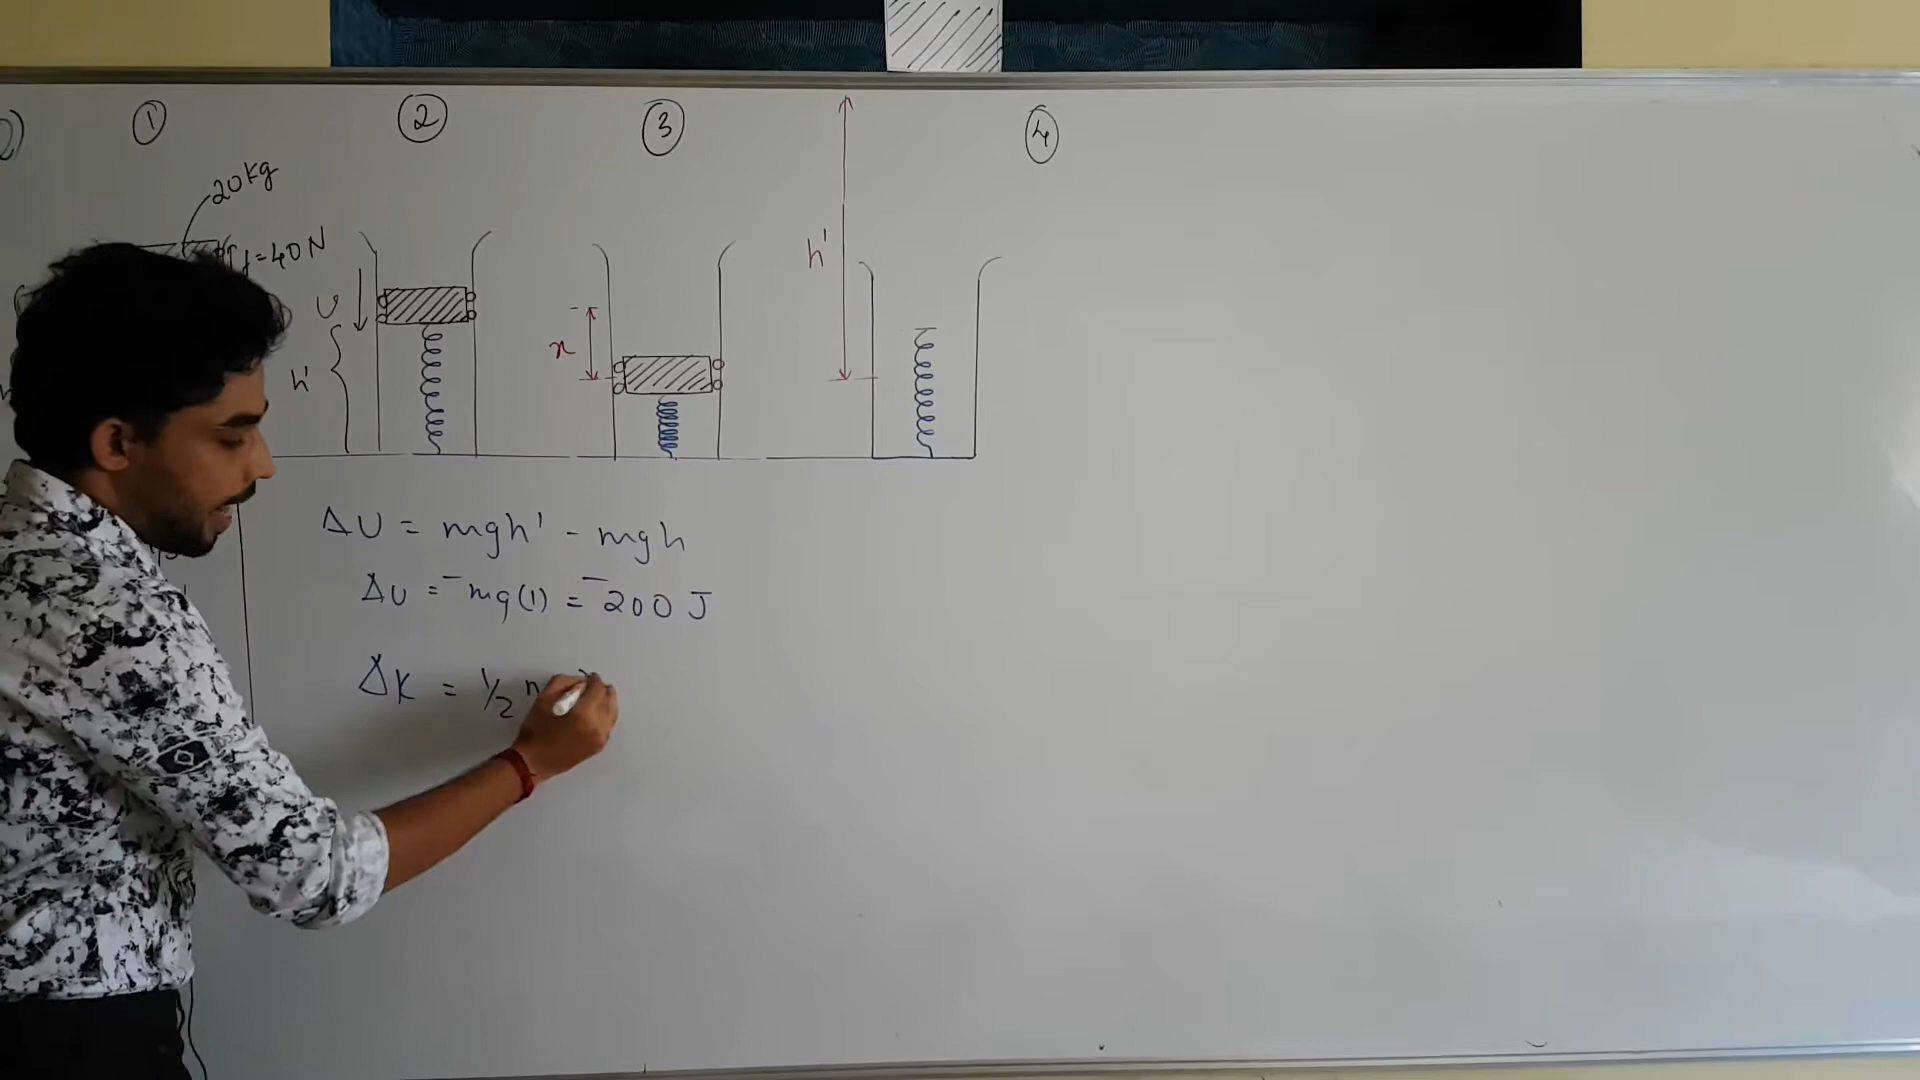 ① ② ③ ④
20kg
f=40N
υ
h'
x
h'
ΔU = mgh' - mgh
ΔU = -mg(1) = -200 J
ΔK = 1/2